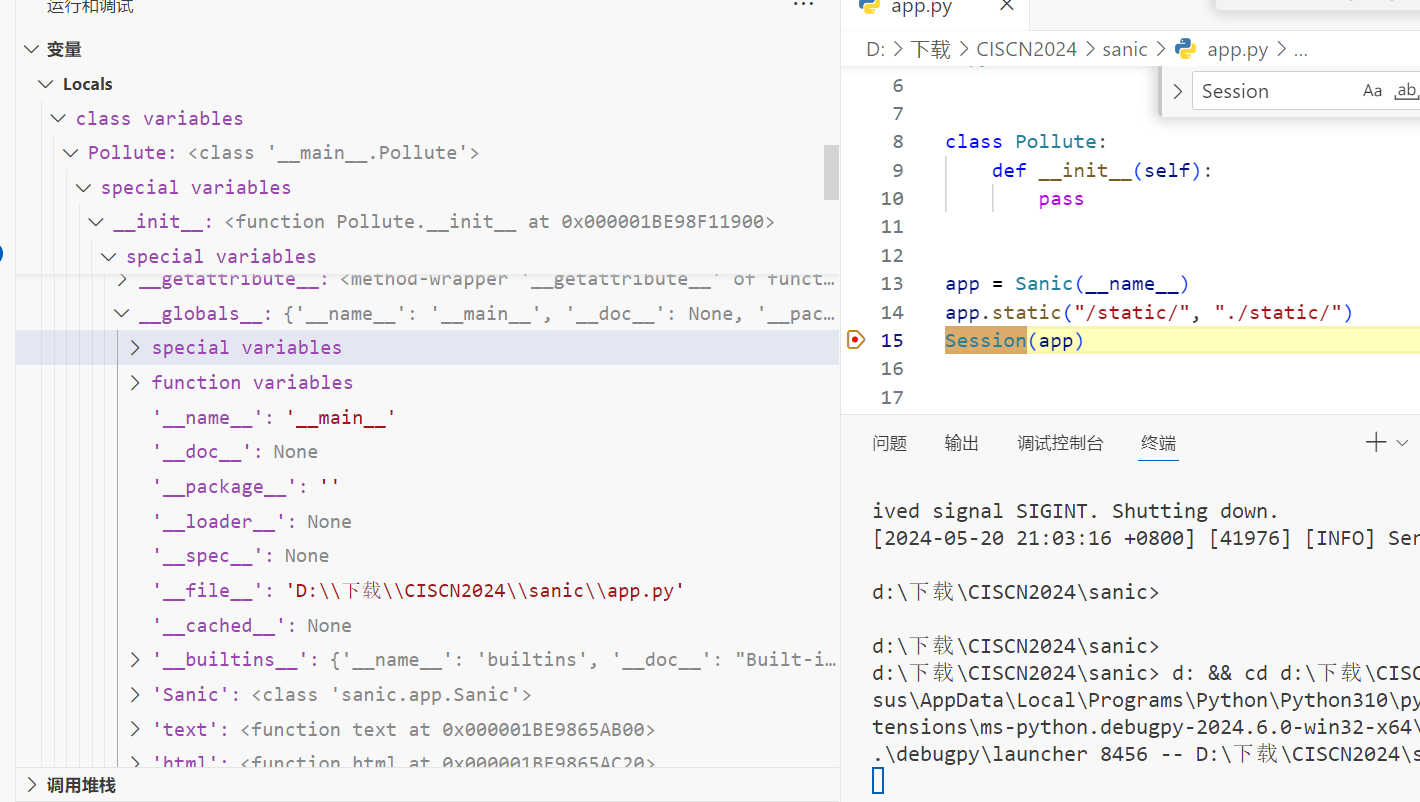 运行和调试
变量
Locals
class variables
Pollute: <class '__main__.Pollute'>
special variables
__init__: <function Pollute.__init__ at 0x000001BE98F11900>
special variables
__getattribute__: <method-wrapper '__getattribute__' of funct…
__globals__: {'__name__': '__main__', '__doc__': None, '__pac…
special variables
function variables
'__name__': '__main__'
'__doc__': None
'__package__': ''
'__loader__': None
'__spec__': None
'__file__': 'D:\\下载\\CISCN2024\\sanic\\app.py'
'__cached__': None
'__builtins__': {'__name__': 'builtins', '__doc__': "Built-i…
'Sanic': <class 'sanic.app.Sanic'>
'text': <function text at 0x000001BE9865AB00>
'html': <function html at 0x000001BE9865AC20>
调用堆栈
app.py
D: > 下载 > CISCN2024 > sanic > app.py > ...
Session Aa ab
6
7
8 class Pollute:
9 def __init__(self):
10 pass
11
12
13 app = Sanic(__name__)
14 app.static("/static/", "./static/")
15 Session(app)
16
17
问题 输出 调试控制台 终端
ived signal SIGINT. Shutting down.
[2024-05-20 21:03:16 +0800] [41976] [INFO] Ser
d:\下载\CISCN2024\sanic>
d:\下载\CISCN2024\sanic>
d:\下载\CISCN2024\sanic> d: && cd d:\下载\CISC
sus\AppData\Local\Programs\Python\Python310\py
tensions\ms-python.debugpy-2024.6.0-win32-x64\
.\debugpy\launcher 8456 -- D:\下载\CISCN2024\s